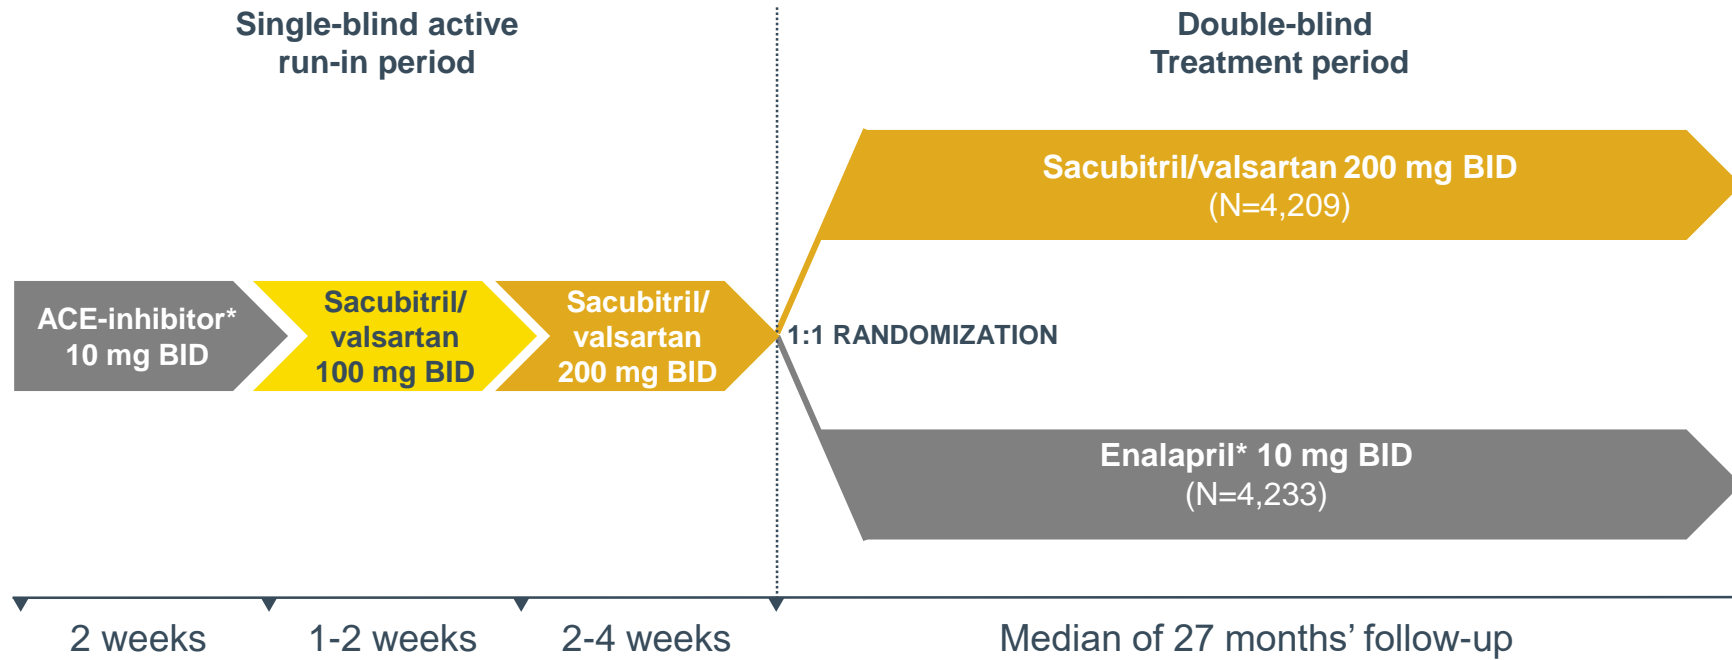 Single-blind active
run-in period
Double-blind
Treatment period
Sacubitril/valsartan 200 mg BID
(N=4,209)
ACE-inhibitor*
10 mg BID
Sacubitril/
valsartan
100 mg BID
Sacubitril/
valsartan
200 mg BID
1:1 RANDOMIZATION
Enalapril* 10 mg BID
(N=4,233)
2 weeks
1-2 weeks
2-4 weeks
Median of 27 months’ follow-up